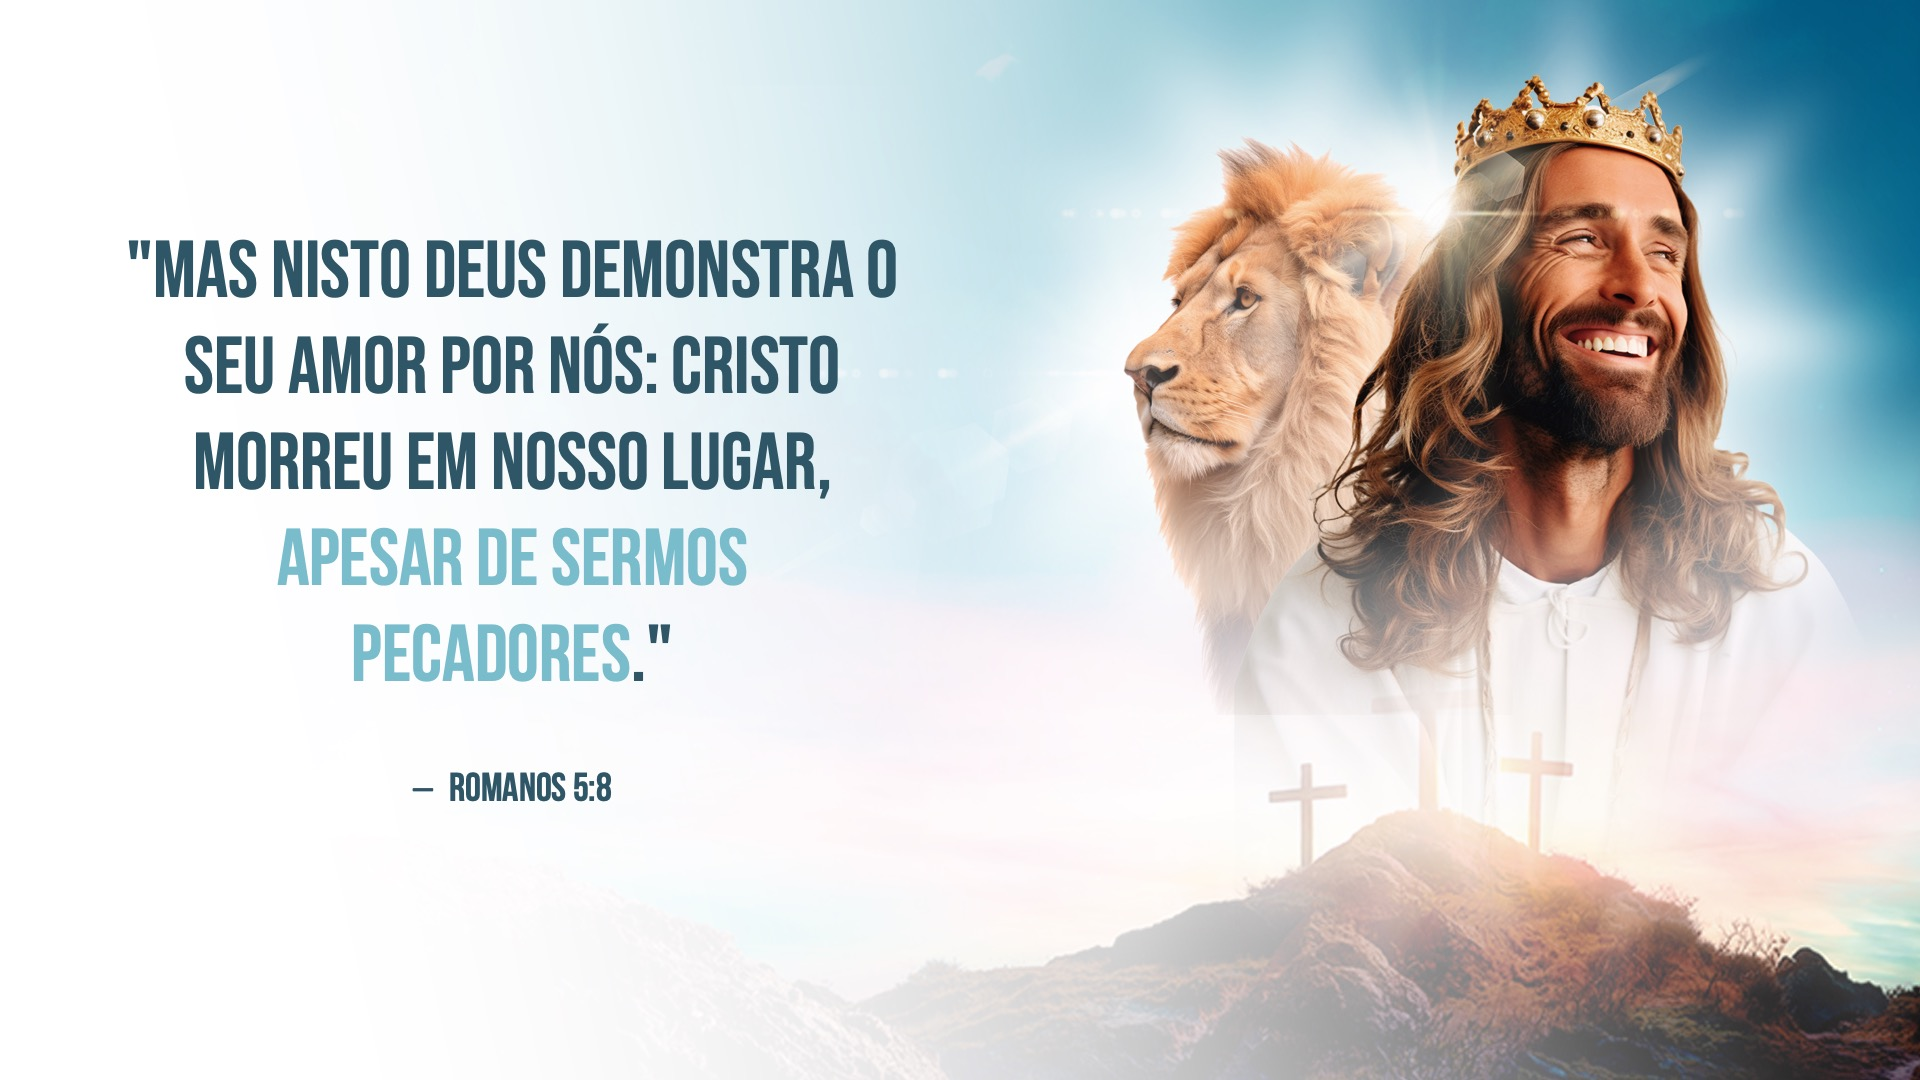 "MAS NISTO DEUS DEMONSTRA O
SEU AMOR POR NÓS: CRISTO
MORREU EM NOSSO LUGAR,
APESAR DE SERMOS
PECADORES."
– ROMANOS 5:8